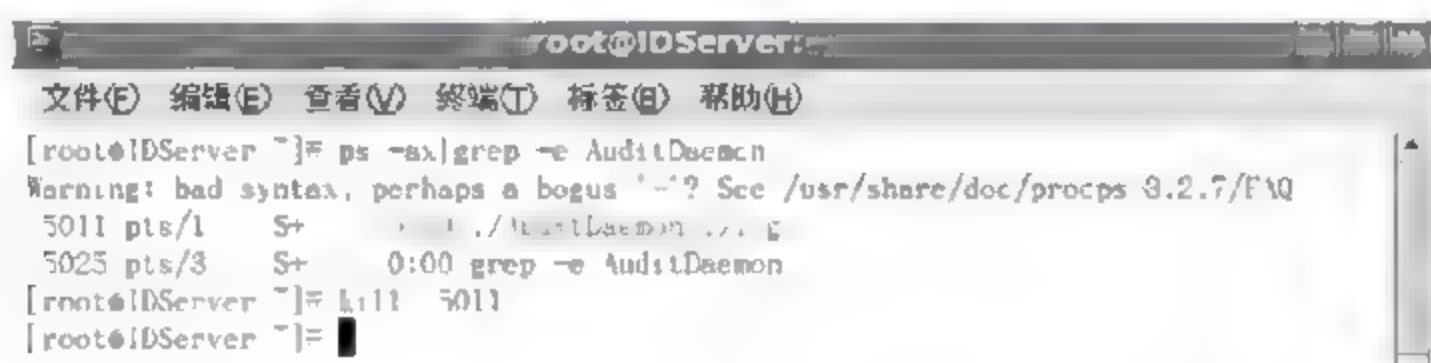 root@IDServer:
文件(F) 编辑(E) 查看(V) 终端(T) 标签(B) 帮助(H)
[root@IDServer ~]# ps -ax|grep -e AuditDaemon
Warning: bad syntax, perhaps a bogus '-'? See /usr/share/doc/procps-3.2.7/FAQ
5011 pts/1 S+ ./AuditDaemon
5025 pts/3 S+ 0:00 grep -e AuditDaemon
[root@IDServer ~]# kill 5011
[root@IDServer ~]#